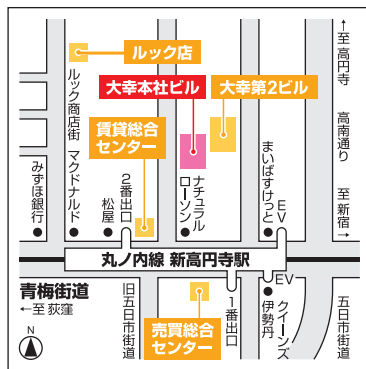 ルック店
大幸本社ビル
大幸第2ビル
賃貸総合
センター
←至 高円寺
高南通り
至 新宿→
ルック商店街
みずほ銀行
マクドナルド
松屋
2番出口
ナチュラル
ローソン
まいばすけっと
EV
丸ノ内線 新高円寺駅
青梅街道
←至 荻窪
旧五日市街道
売買総合
センター
1番出口
EV
クイーンズ
伊勢丹
五日市街道
N